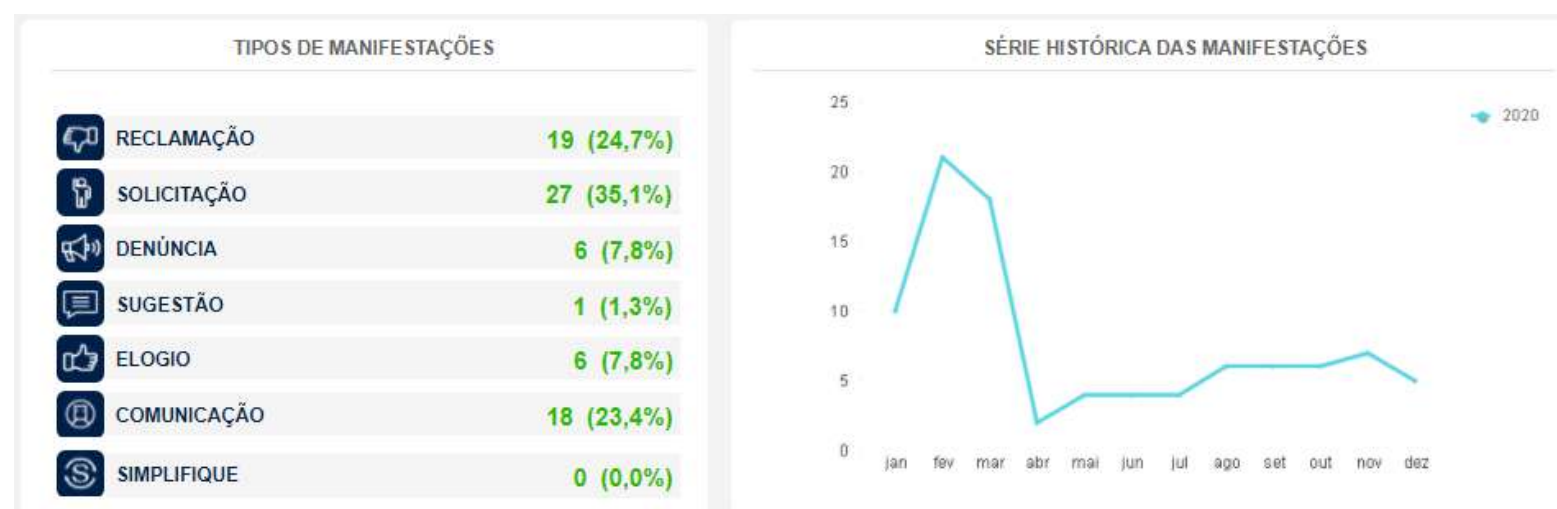 TIPOS DE MANIFESTAÇÕES
RECLAMAÇÃO 19 (24,7%)
SOLICITAÇÃO 27 (35,1%)
DENÚNCIA 6 (7,8%)
SUGESTÃO 1 (1,3%)
ELOGIO 6 (7,8%)
COMUNICAÇÃO 18 (23,4%)
SIMPLIFIQUE 0 (0,0%)
SÉRIE HISTÓRICA DAS MANIFESTAÇÕES
2020
25
20
15
10
5
0
jan fev mar abr mai jun jul ago set out nov dez